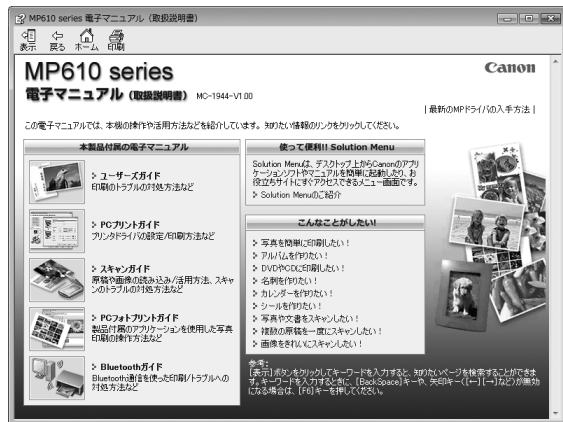 MP610 series 電子マニュアル（取扱説明書）
表示 戻る ホーム 印刷
MP610 series
Canon
電子マニュアル（取扱説明書） MC-1944-V1.00
｜最新のMPドライバの入手方法｜
この電子マニュアルでは、本機の操作や活用方法などを紹介しています。知りたい情報のリンクをクリックしてください。
本製品付属の電子マニュアル
ユーザーズガイド
印刷のトラブルの対処方法など
PCプリントガイド
プリンタドライバの設定/印刷方法など
スキャンガイド
原稿や画像の読み込み/活用方法、スキャ
ンのトラブルの対処方法など
PCフォトプリントガイド
製品付属のアプリケーションを使用した写真
印刷の操作方法など
Bluetoothガイド
Bluetooth通信を使った印刷/トラブルへの
対処方法など
使って便利!! Solution Menu
Solution Menuは、デスクトップ上からCanonのアプリ
ケーションソフトやマニュアルを簡単に起動したり、お
役立ちサイトにすぐアクセスできるメニュー画面です。
Solution Menuのご紹介
こんなことがしたい!
写真を簡単に印刷したい！
アルバムを作りたい！
DVDやCDに印刷したい！
名刺を作りたい！
カレンダーを作りたい！
シールを作りたい！
写真や文書をスキャンしたい！
複数の原稿を一度にスキャンしたい！
画像をきれいにスキャンしたい！
参考：
[表示]ボタンをクリックしてキーワードを入力すると、知りたいページを検索することができま
す。キーワードを入力するときに、[BackSpace]キーや、矢印キー（[←][→]など）が無効
になる場合は、[F6]キーを押してください。